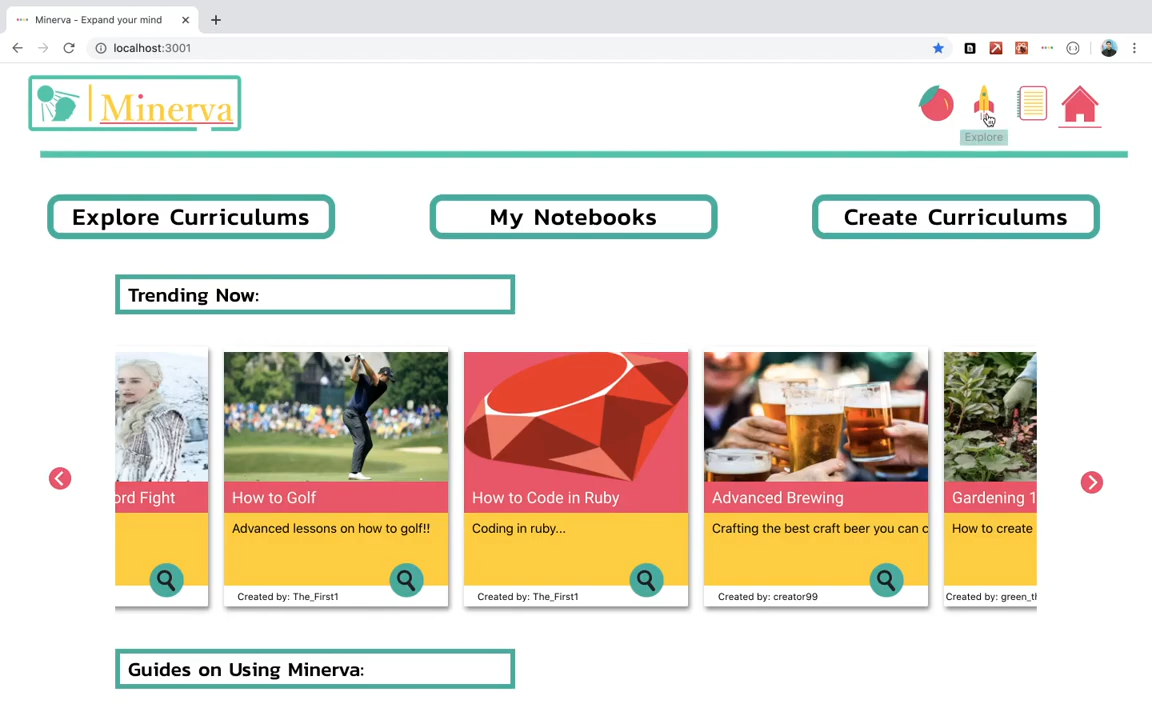 Minerva - Expand your mind
localhost:3001
Minerva
Explore
Explore Curriculums
My Notebooks
Create Curriculums
Trending Now:
ord Fight
How to Golf
How to Code in Ruby
Advanced Brewing
Gardening 1
Advanced lessons on how to golf!!
Coding in ruby...
Crafting the best craft beer you can c
How to create
Created by: The_First1
Created by: The_First1
Created by: creator99
Created by: green_th
Guides on Using Minerva: